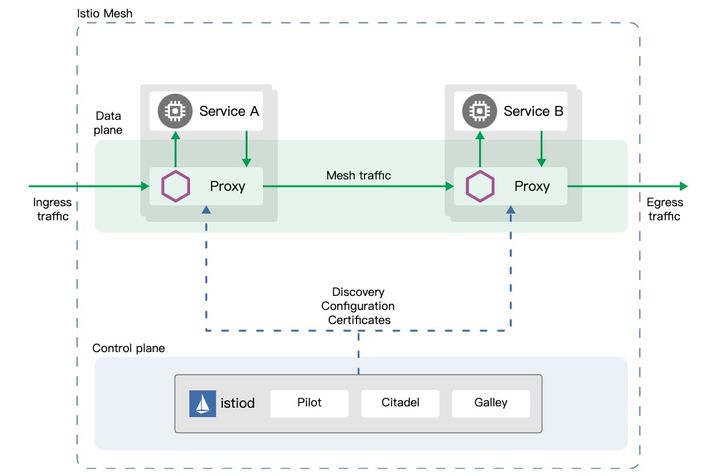 Istio Mesh
Data
plane
Service A
Service B
Proxy
Mesh traffic
Proxy
Ingress
traffic
Egress
traffic
Discovery
Configuration
Certificates
Control plane
istiod
Pilot
Citadel
Galley